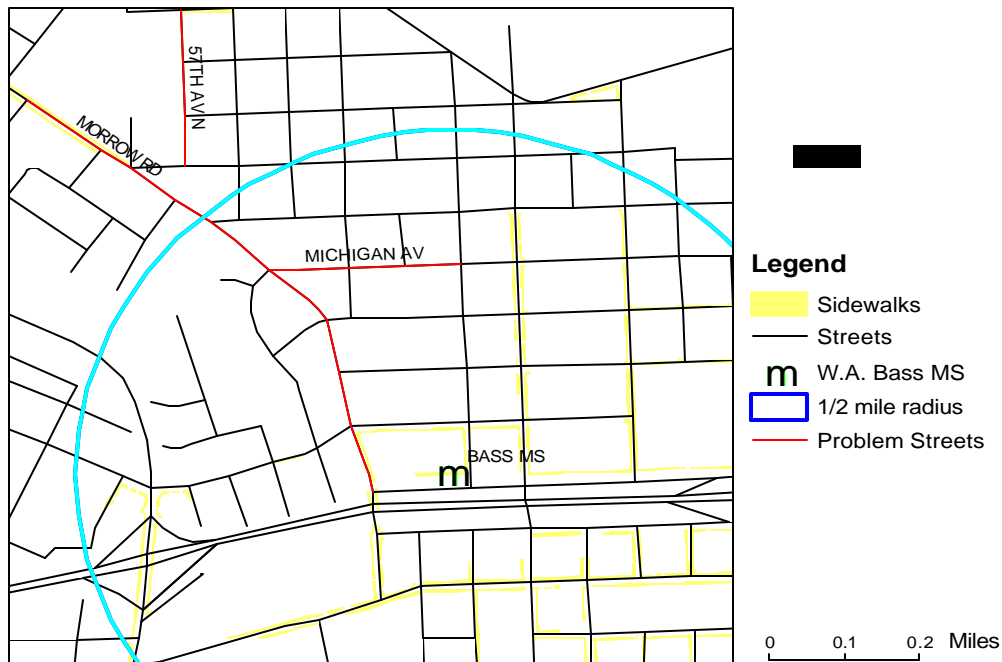 57TH AV N
MORROW RD
MICHIGAN AV
m BASS MS
Legend
Sidewalks
Streets
m W.A. Bass MS
1/2 mile radius
Problem Streets
0 0.1 0.2 Miles